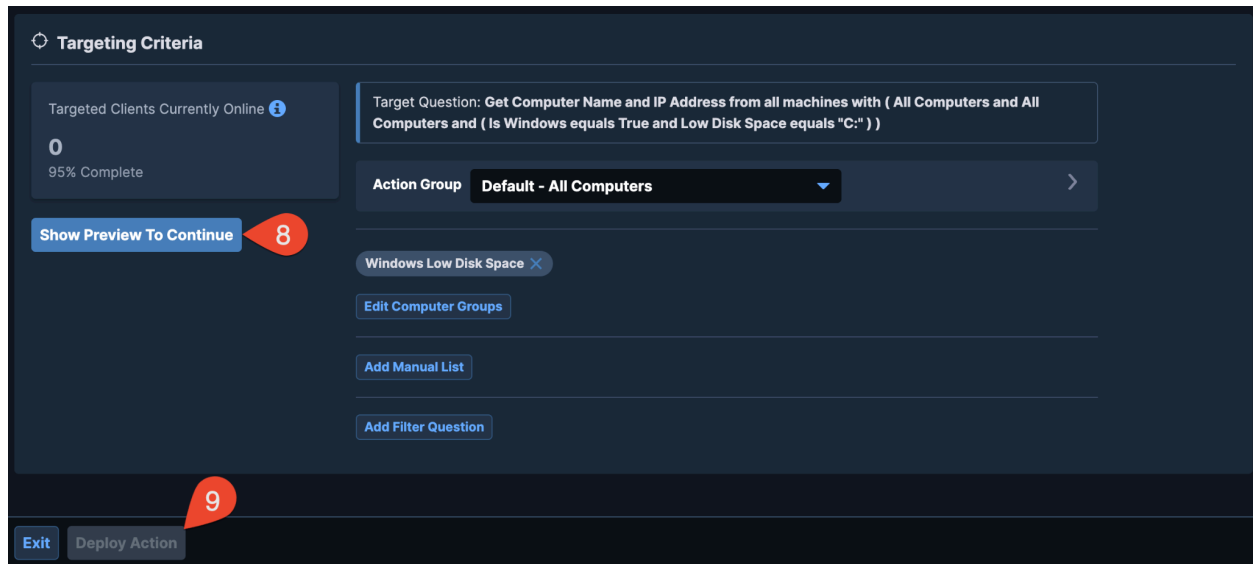 Targeting Criteria
Targeted Clients Currently Online
0
95% Complete
Show Preview To Continue
8
Target Question: Get Computer Name and IP Address from all machines with ( All Computers and All
Computers and ( Is Windows equals True and Low Disk Space equals "C:" ) )
Action Group Default - All Computers
Windows Low Disk Space
Edit Computer Groups
Add Manual List
Add Filter Question
9
Exit Deploy Action